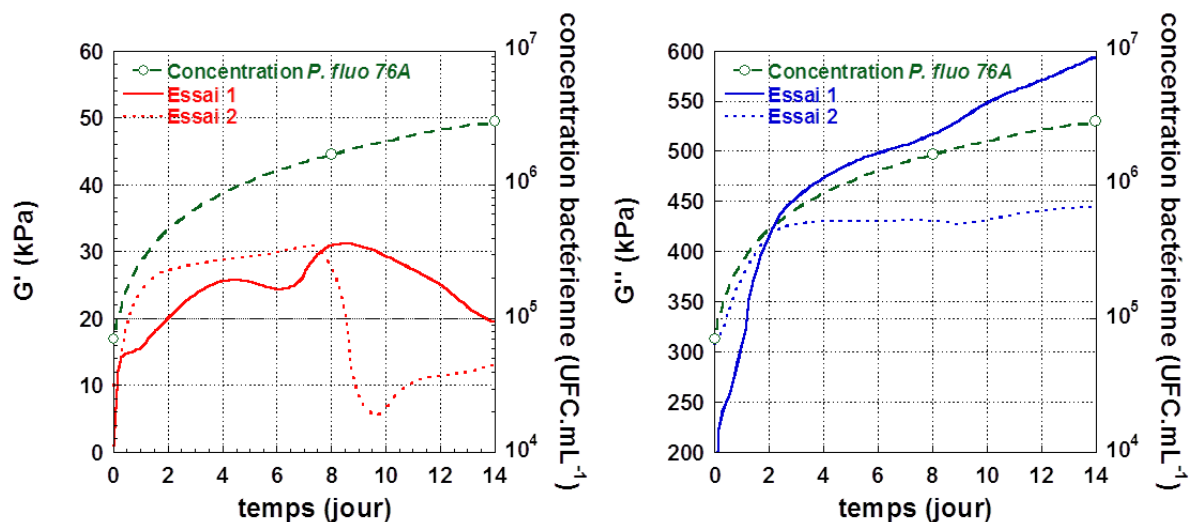 60
50
40
30
20
10
0
G' (kPa)
Concentration P. fluo 76A
Essai 1
Essai 2
10^7
10^6
10^5
10^4
concentration bactérienne (UFC.mL^-1)
0 2 4 6 8 10 12 14
temps (jour)
600
550
500
450
400
350
300
250
200
G'' (kPa)
Concentration P. fluo 76A
Essai 1
Essai 2
10^7
10^6
10^5
10^4
concentration bactérienne (UFC.mL^-1)
0 2 4 6 8 10 12 14
temps (jour)